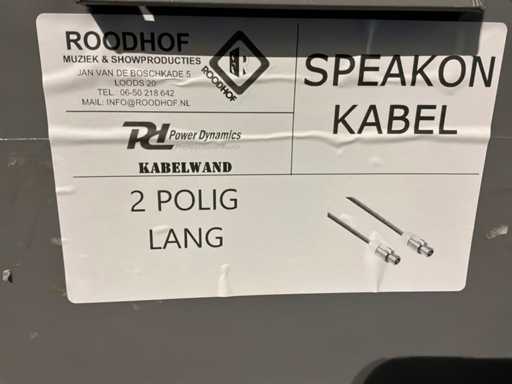 ROODHOF
MUZIEK & SHOWPRODUCTIES
JAN VAN DE BOSCHKADE 5
LOODS 20
TEL. 06-50 218 642
MAIL: INFO@ROODHOF.NL
ROODHOF
SPEAKON
KABEL
Pd Power Dynamics
KABELWAND
2 POLIG
LANG